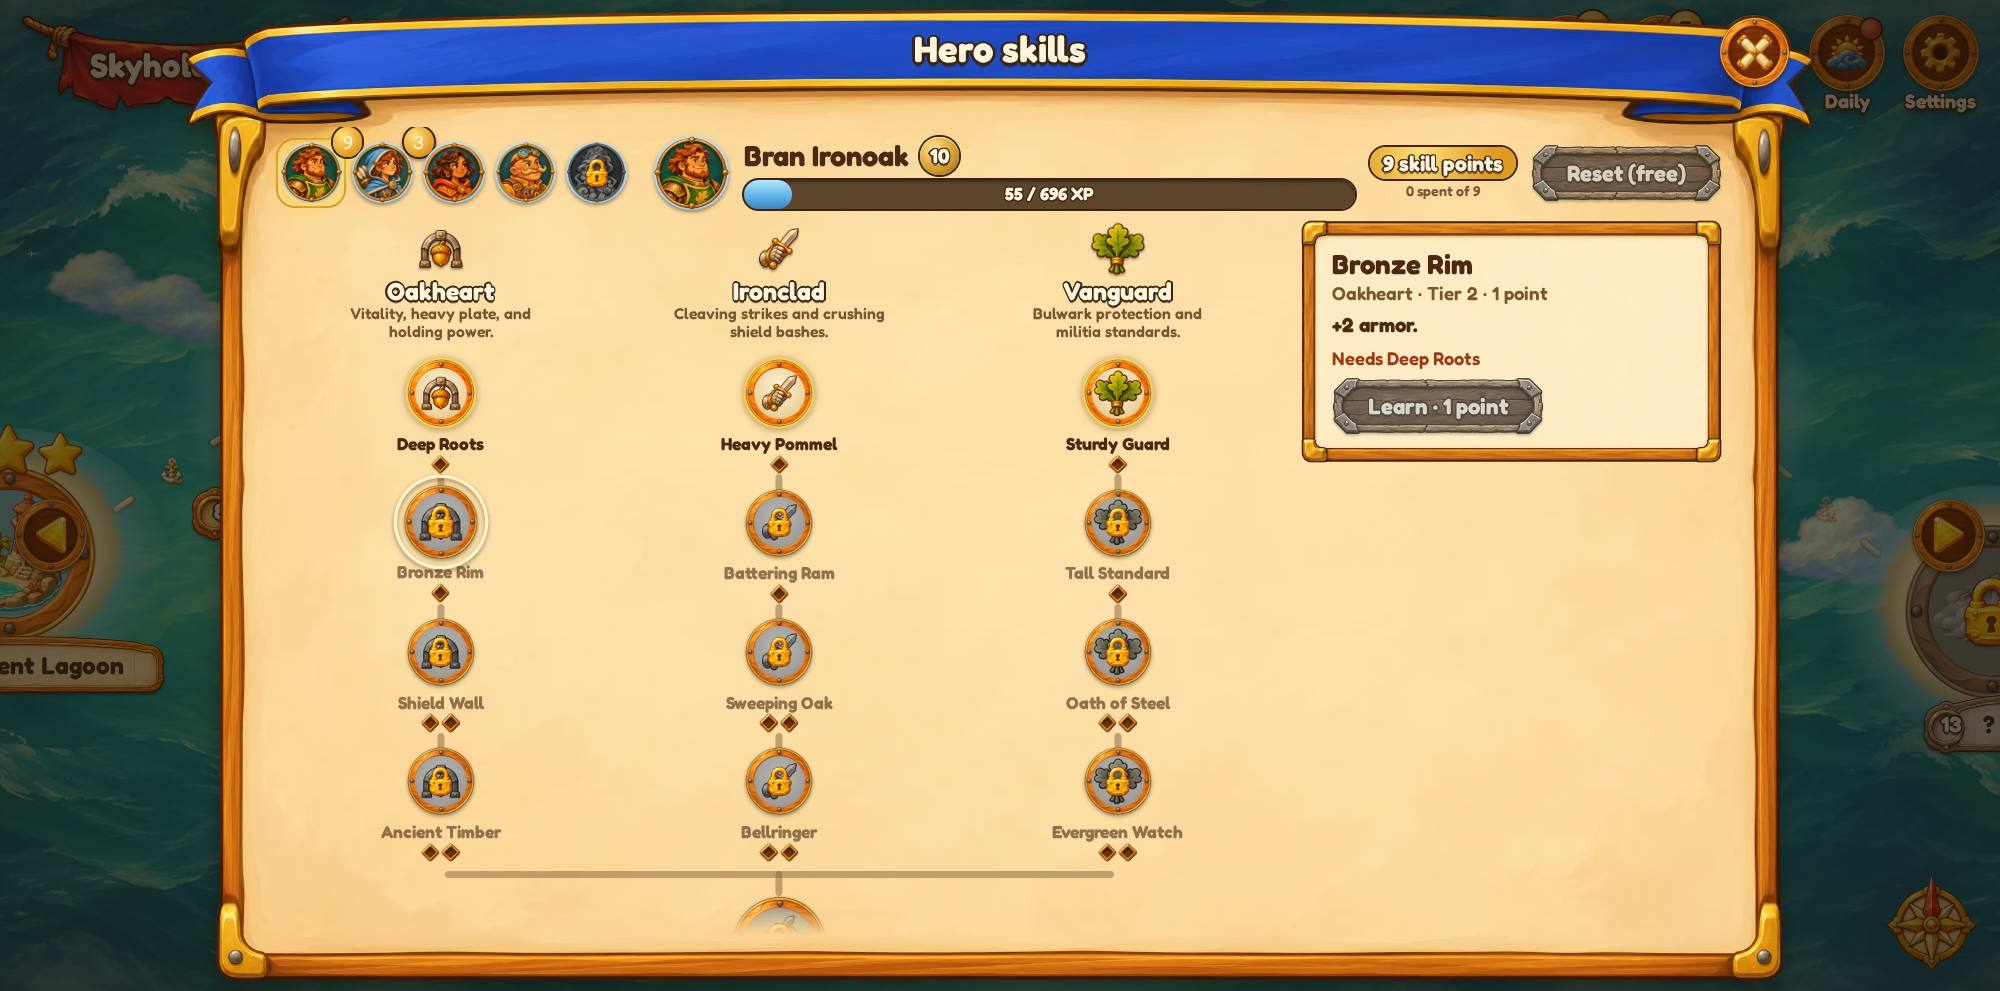 Hero skills
Daily
Settings
9
3
Bran Ironoak
10
55 / 696 XP
9 skill points
0 spent of 9
Reset (free)
Oakheart
Vitality, heavy plate, and
holding power.
Ironclad
Cleaving strikes and crushing
shield bashes.
Vanguard
Bulwark protection and
militia standards.
Bronze Rim
Oakheart · Tier 2 · 1 point
+2 armor.
Needs Deep Roots
Learn · 1 point
Deep Roots
Heavy Pommel
Sturdy Guard
Bronze Rim
Battering Ram
Tall Standard
Shield Wall
Sweeping Oak
Oath of Steel
Ancient Timber
Bellringer
Evergreen Watch
Lagoon
13
?